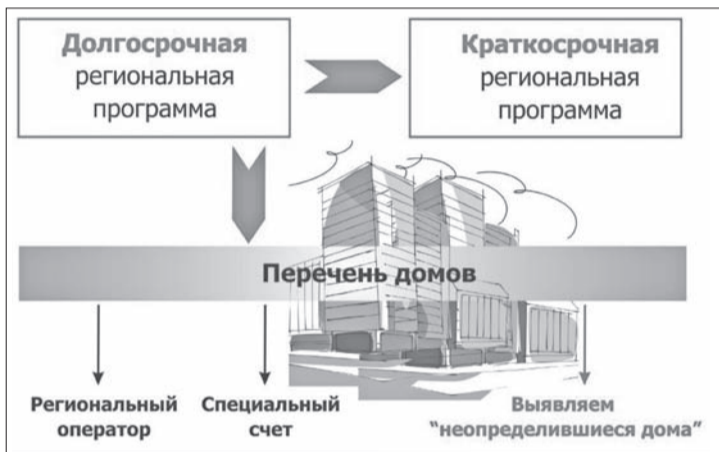 Долгосрочная
региональная
программа
Краткосрочная
региональная
программа
Перечень домов
Региональный
оператор
Специальный
счет
Выявляем
“неопределившиеся дома”